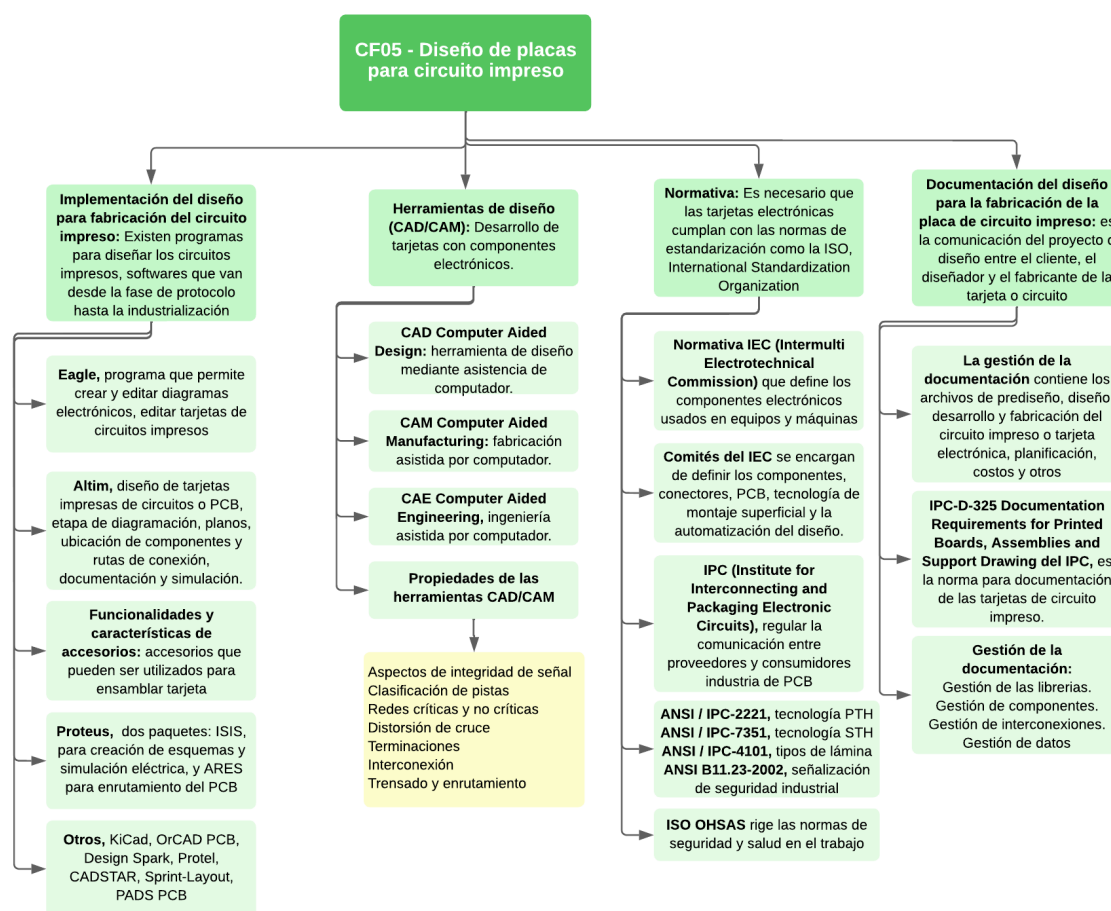 CF05 - Diseño de placas
para circuito impreso
Implementación del diseño
para fabricación del circuito
impreso: Existen programas
para diseñar los circuitos
impresos, softwares que van
desde la fase de protocolo
hasta la industrialización
Eagle, programa que permite
crear y editar diagramas
electrónicos, editar tarjetas de
circuitos impresos
Altim, diseño de tarjetas
impresas de circuitos o PCB,
etapa de diagramación, planos,
ubicación de componentes y
rutas de conexión,
documentación y simulación.
Funcionalidades y
características de
accesorios: accesorios que
pueden ser utilizados para
ensamblar tarjeta
Proteus, dos paquetes: ISIS,
para creación de esquemas y
simulación eléctrica, y ARES
para enrutamiento del PCB
Otros, KiCad, OrCAD PCB,
Design Spark, Protel,
CADSTAR, Sprint-Layout,
PADS PCB
Herramientas de diseño
(CAD/CAM): Desarrollo de
tarjetas con componentes
electrónicos.
CAD Computer Aided
Design: herramienta de diseño
mediante asistencia de
computador.
CAM Computer Aided
Manufacturing: fabricación
asistida por computador.
CAE Computer Aided
Engineering, ingeniería
asistida por computador.
Propiedades de las
herramientas CAD/CAM
Aspectos de integridad de señal
Clasificación de pistas
Redes críticas y no críticas
Distorsión de cruce
Terminaciones
Interconexión
Trensado y enrutamiento
Normativa: Es necesario que
las tarjetas electrónicas
cumplan con las normas de
estandarización como la ISO,
International Standardization
Organization
Normativa IEC (Intermulti
Electrotechnical
Commission) que define los
componentes electrónicos
usados en equipos y máquinas
Comités del IEC se encargan
de definir los componentes,
conectores, PCB, tecnología de
montaje superficial y la
automatización del diseño.
IPC (Institute for
Interconnecting and
Packaging Electronic
Circuits), regular la
comunicación entre
proveedores y consumidores
industria de PCB
ANSI / IPC-2221, tecnología PTH
ANSI / IPC-7351, tecnología STH
ANSI / IPC-4101, tipos de lámina
ANSI B11.23-2002, señalización
de seguridad industrial
ISO OHSAS rige las normas de
seguridad y salud en el trabajo
Documentación del diseño
para la fabricación de la
placa de circuito impreso: es
la comunicación del proyecto
diseño entre el cliente, el
diseñador y el fabricante de la
tarjeta o circuito
La gestión de la
documentación contiene los
archivos de prediseño, diseño
desarrollo y fabricación del
circuito impreso o tarjeta
electrónica, planificación,
costos y otros
IPC-D-325 Documentation
Requirements for Printed
Boards, Assemblies and
Support Drawing del IPC, es
la norma para documentación
de las tarjetas de circuito
impreso.
Gestión de la
documentación:
Gestión de las librerias.
Gestión de componentes.
Gestión de interconexiones.
Gestión de datos